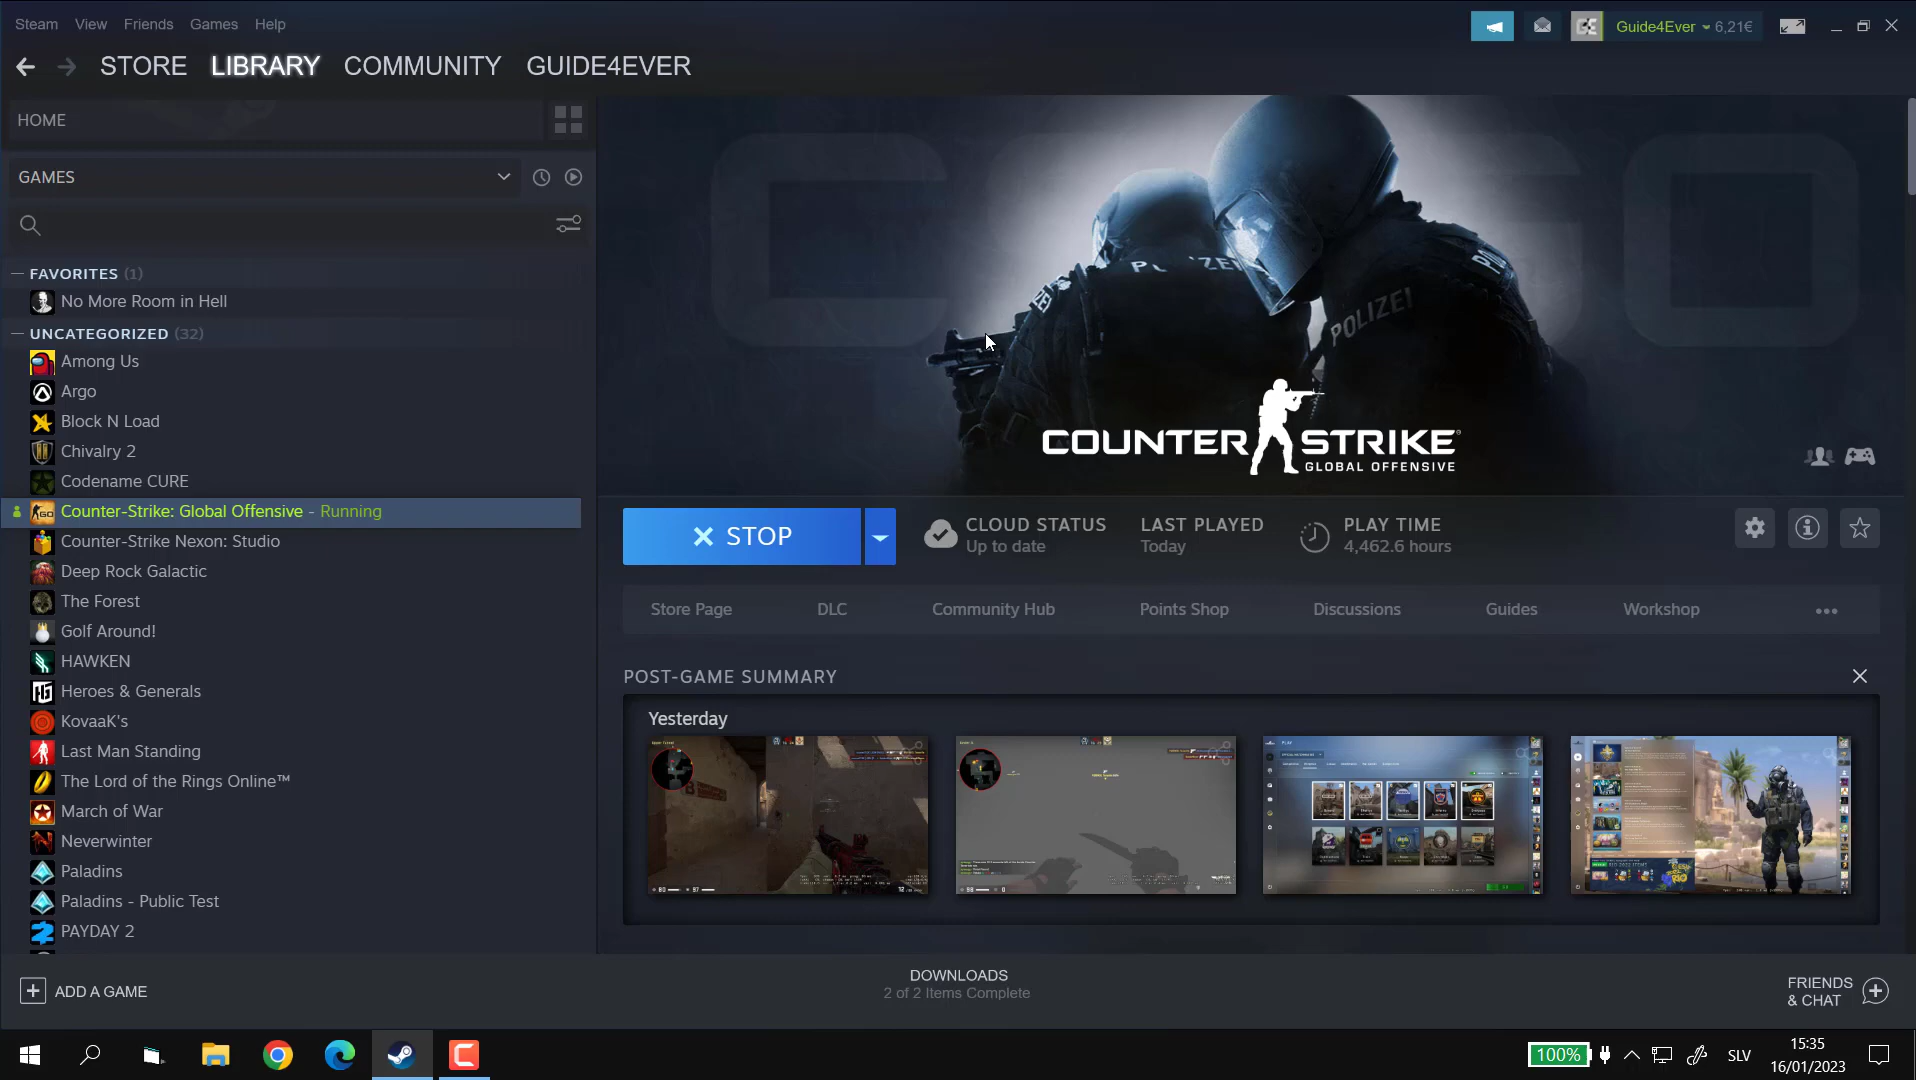 Steam View Friends Games Help
Guide4Ever 6,21€
STORE LIBRARY COMMUNITY GUIDE4EVER
HOME
GAMES
FAVORITES (1)
No More Room in Hell
UNCATEGORIZED (32)
Among Us
Argo
Block N Load
Chivalry 2
Codename CURE
Counter-Strike: Global Offensive - Running
Counter-Strike Nexon: Studio
Deep Rock Galactic
The Forest
Golf Around!
HAWKEN
Heroes & Generals
KovaaK's
Last Man Standing
The Lord of the Rings Online™
March of War
Neverwinter
Paladins
Paladins - Public Test
PAYDAY 2
CS GO
POLIZEI
COUNTER STRIKE
GLOBAL OFFENSIVE
STOP
CLOUD STATUS
Up to date
LAST PLAYED
Today
PLAY TIME
4,462.6 hours
Store Page DLC Community Hub Points Shop Discussions Guides Workshop
POST-GAME SUMMARY
Yesterday
ADD A GAME
DOWNLOADS
2 of 2 Items Complete
FRIENDS
& CHAT
100%
SLV
15:35
16/01/2023